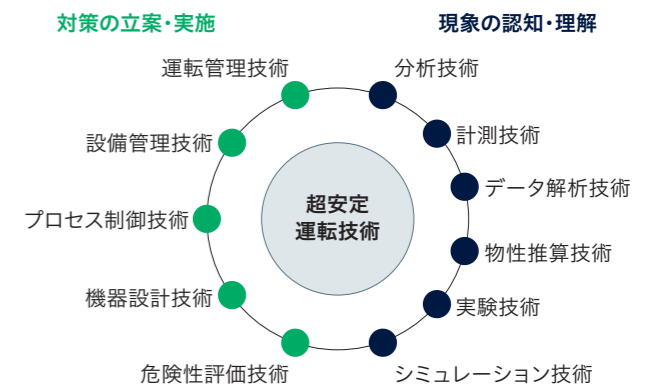 対策の立案・実施
現象の認知・理解
運転管理技術
分析技術
設備管理技術
計測技術
データ解析技術
プロセス制御技術
超安定
運転技術
物性推算技術
機器設計技術
実験技術
危険性評価技術
シミュレーション技術